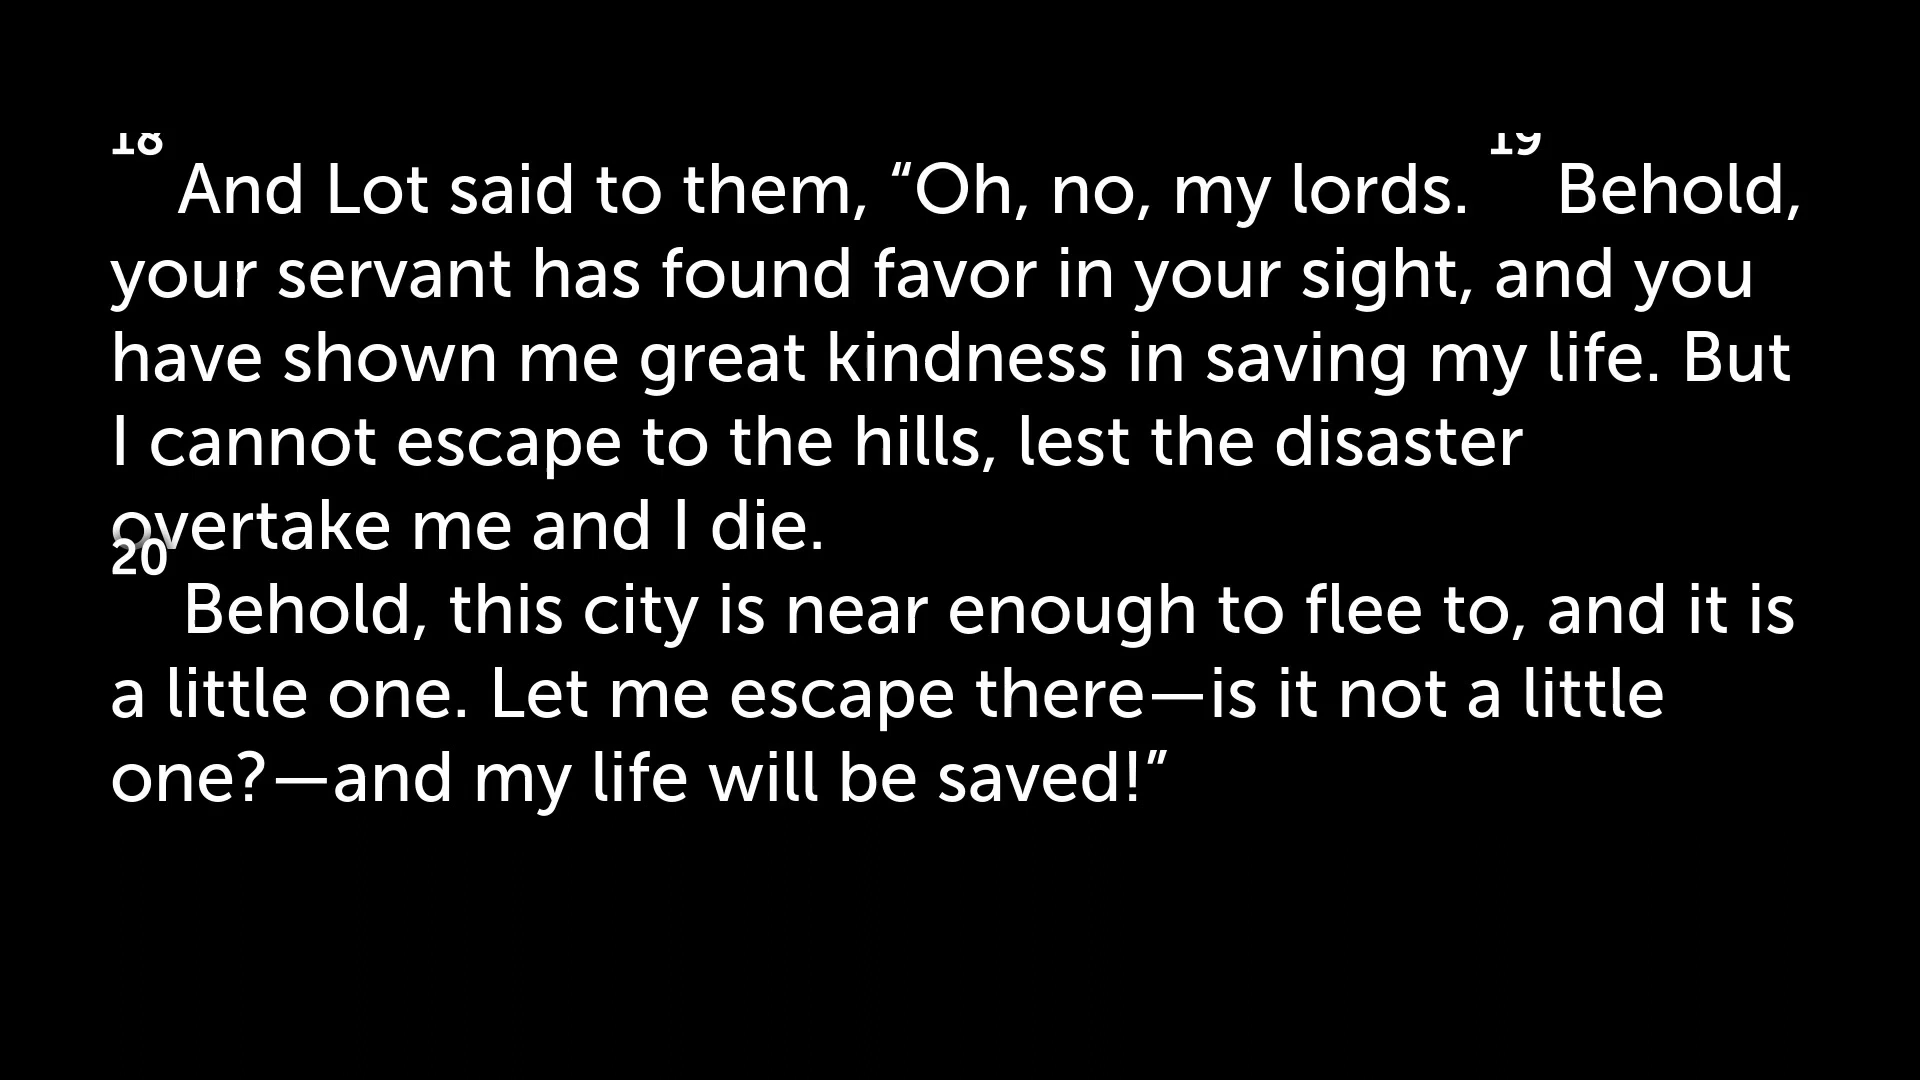 18 And Lot said to them, “Oh, no, my lords. 19 Behold,
your servant has found favor in your sight, and you
have shown me great kindness in saving my life. But
I cannot escape to the hills, lest the disaster
overtake me and I die.
20 Behold, this city is near enough to flee to, and it is
a little one. Let me escape there—is it not a little
one?—and my life will be saved!”